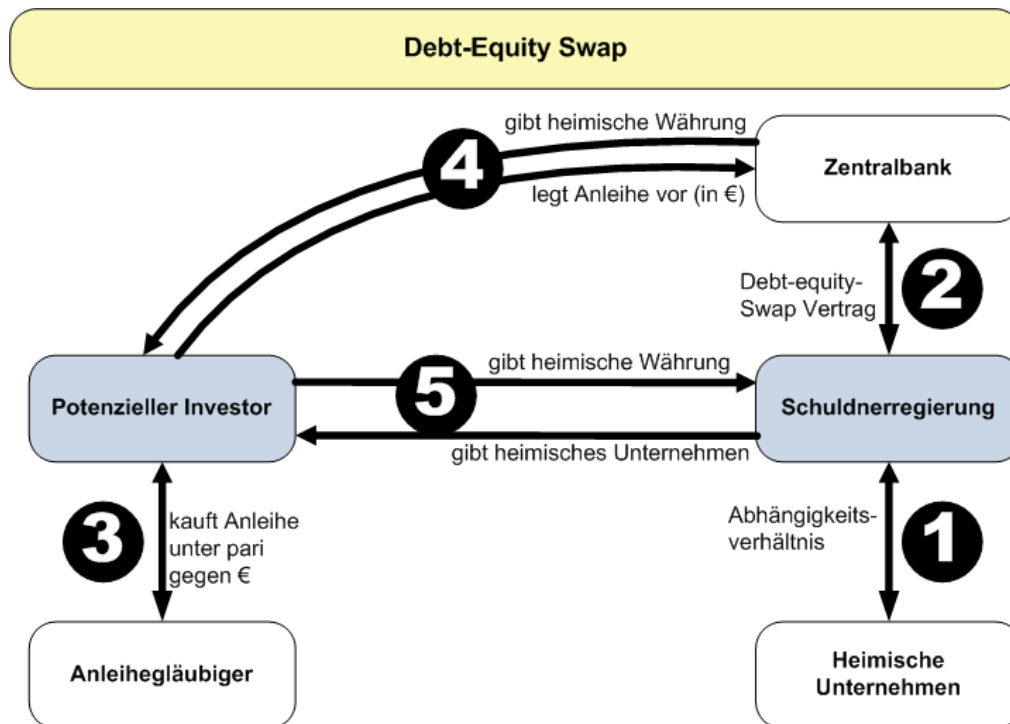 Debt-Equity Swap
gibt heimische Währung
4
legt Anleihe vor (in €)
Zentralbank
Debt-equity-
Swap Vertrag
2
Potenzieller Investor
gibt heimische Währung
5
gibt heimisches Unternehmen
Schuldnerregierung
3
kauft Anleihe
unter pari
gegen €
Abhängigkeits-
verhältnis
1
Anleihegläubiger
Heimische
Unternehmen